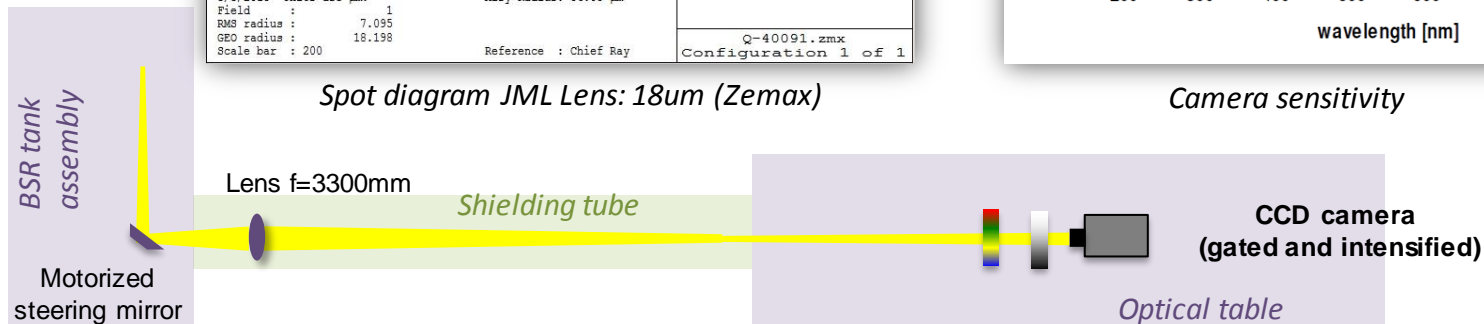 Field : 1
RMS radius : 7.095
GEO radius : 18.198
Scale bar : 200 Reference : Chief Ray
Q-40091.zmx
Configuration 1 of 1
wavelength [nm]
Spot diagram JML Lens: 18um (Zemax)
Camera sensitivity
BSR tank
assembly
Lens f=3300mm
Shielding tube
CCD camera
(gated and intensified)
Motorized
steering mirror
Optical table